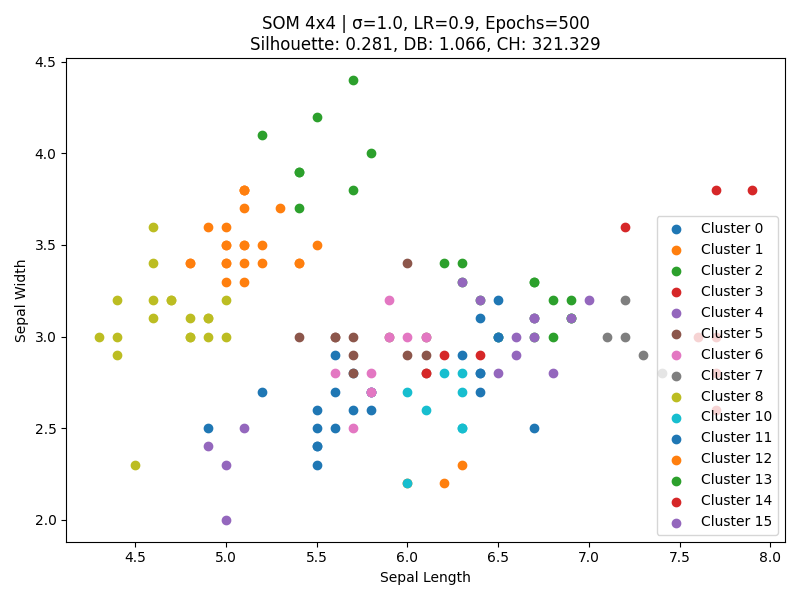 SOM 4x4 | σ=1.0, LR=0.9, Epochs=500
Silhouette: 0.281, DB: 1.066, CH: 321.329
Sepal Width
4.5
4.0
3.5
3.0
2.5
2.0
Cluster 0
Cluster 1
Cluster 2
Cluster 3
Cluster 4
Cluster 5
Cluster 6
Cluster 7
Cluster 8
Cluster 10
Cluster 11
Cluster 12
Cluster 13
Cluster 14
Cluster 15
4.5 5.0 5.5 6.0 6.5 7.0 7.5 8.0
Sepal Length